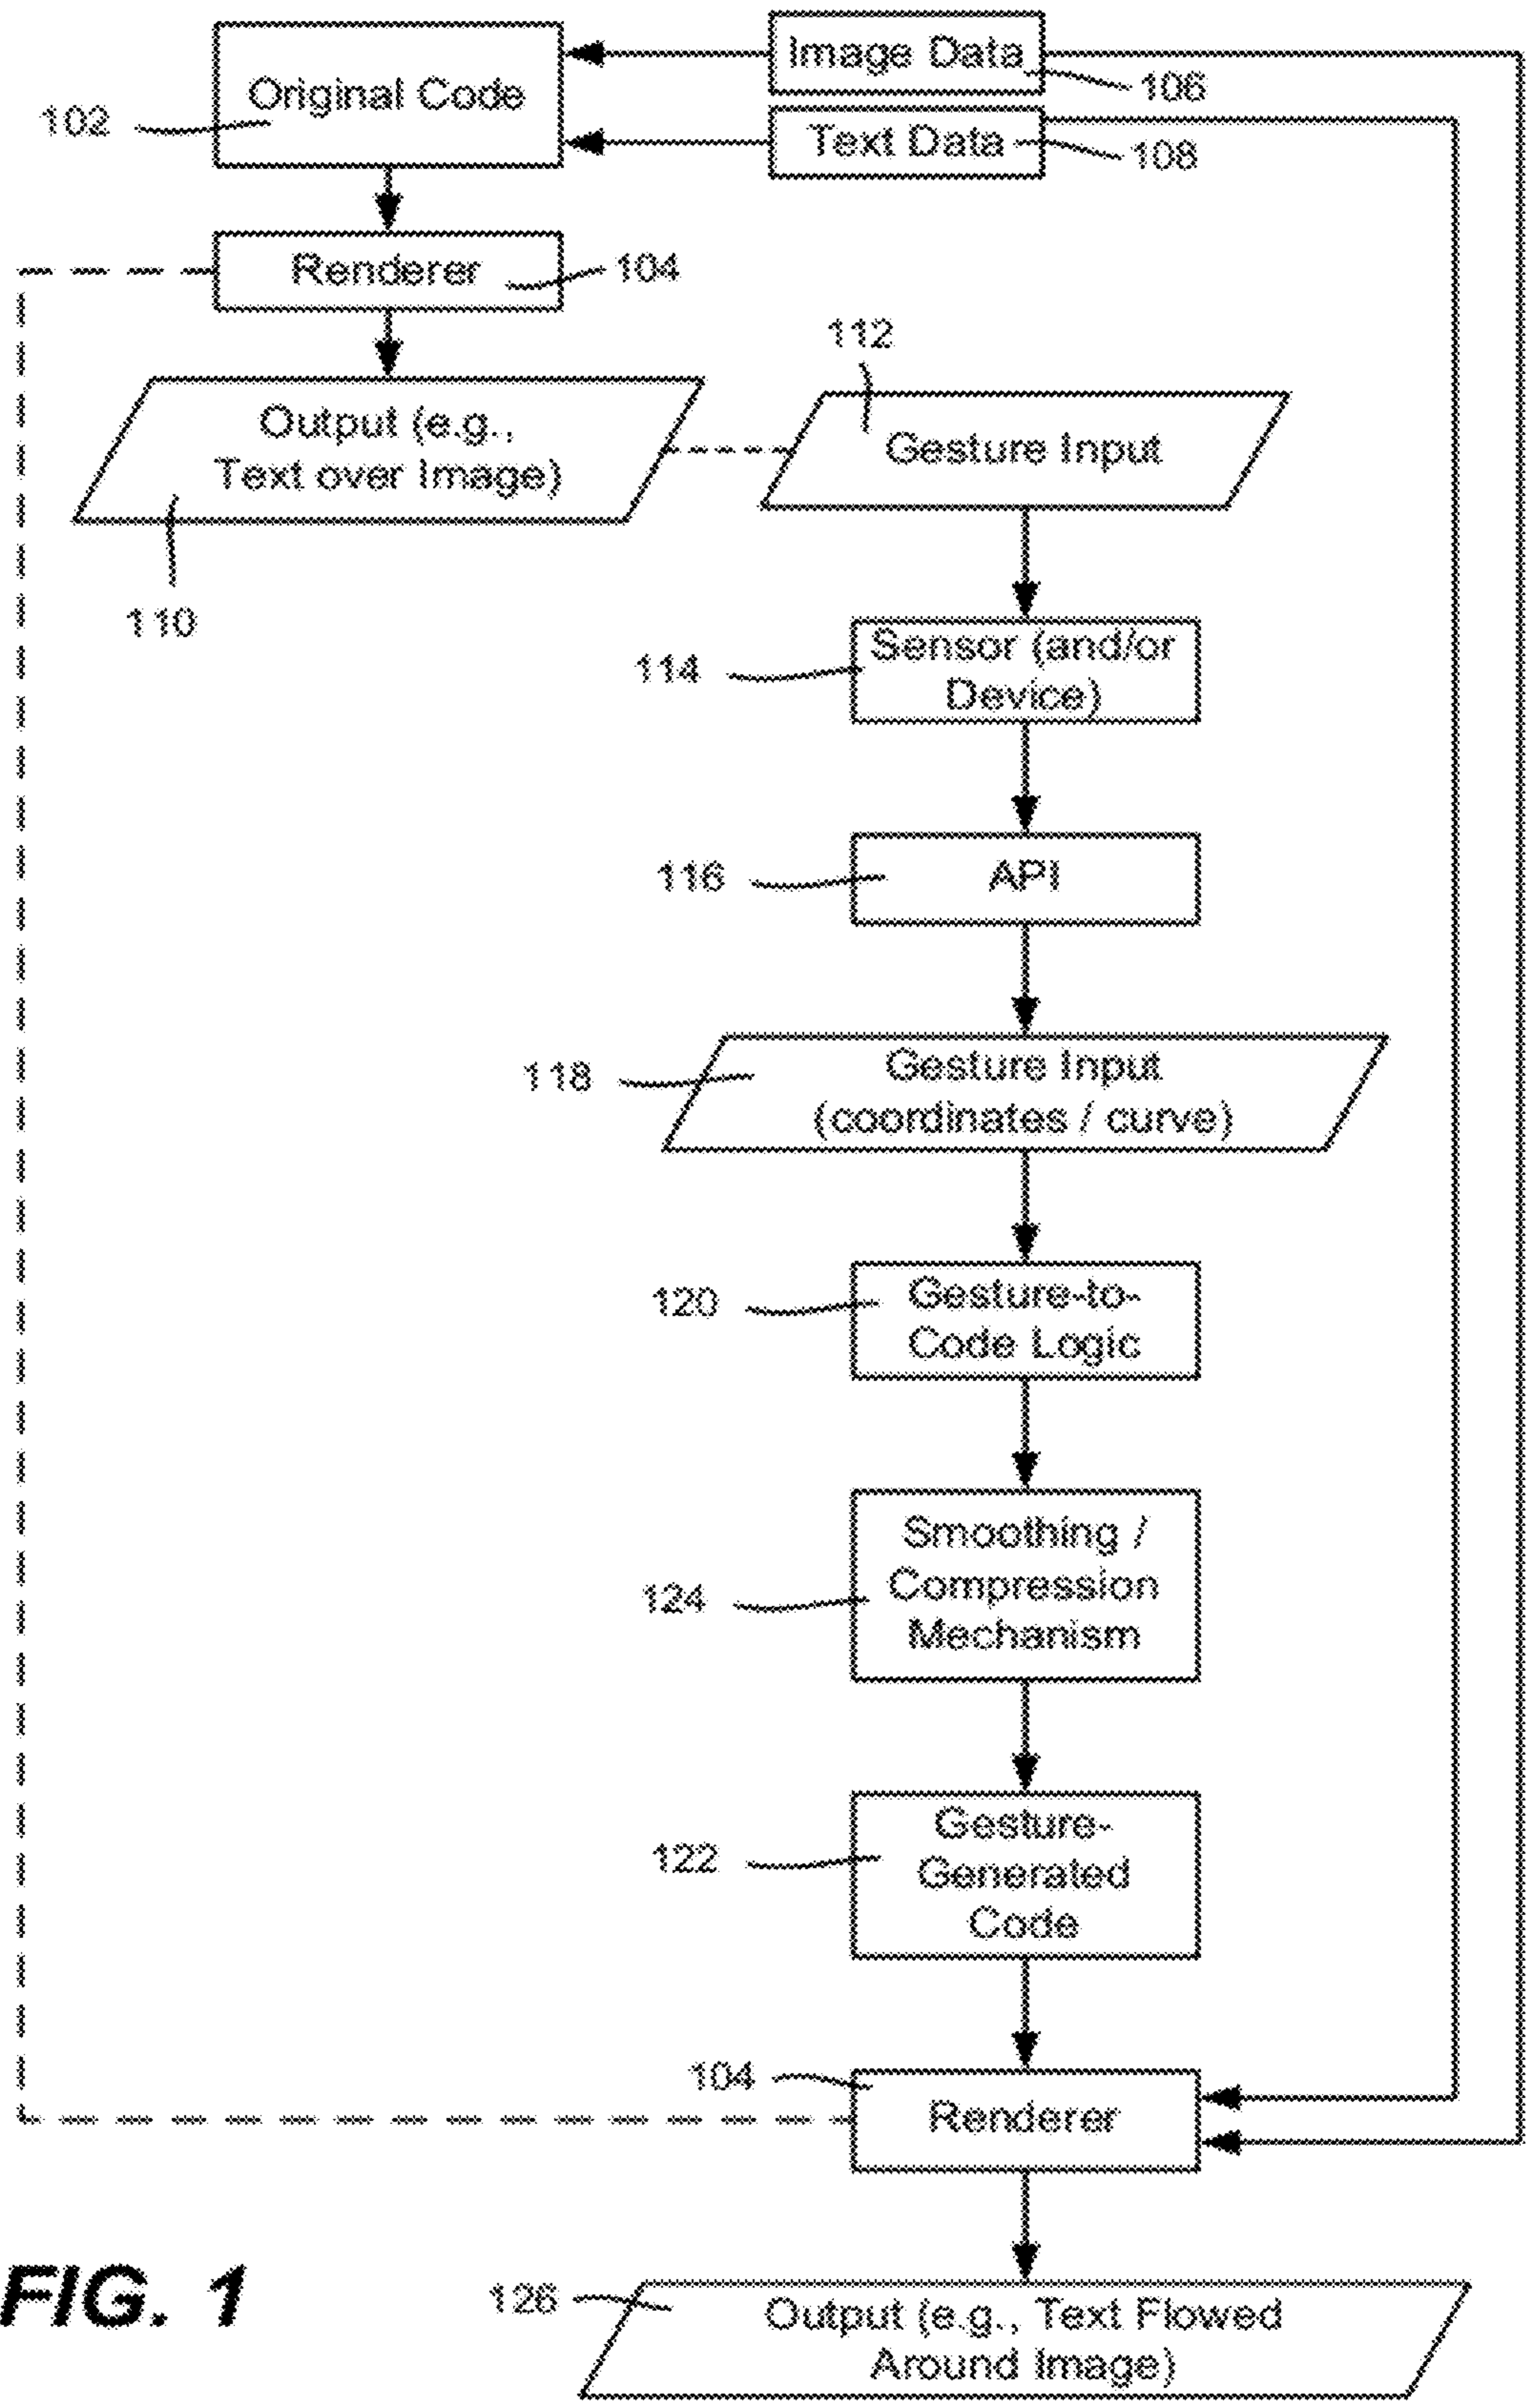 Image Data
106
Original Code
102
Text Data
108
Renderer
104
112
Output (e.g.,
Text over Image)
Gesture Input
110
Sensor (and/or
Device)
114
API
116
Gesture Input
(coordinates / curve)
118
Gesture-to-
Code Logic
120
Smoothing /
Compression
Mechanism
124
Gesture-
Generated
Code
122
104
Renderer
FIG. 1
126
Output (e.g., Text Flowed
Around Image)